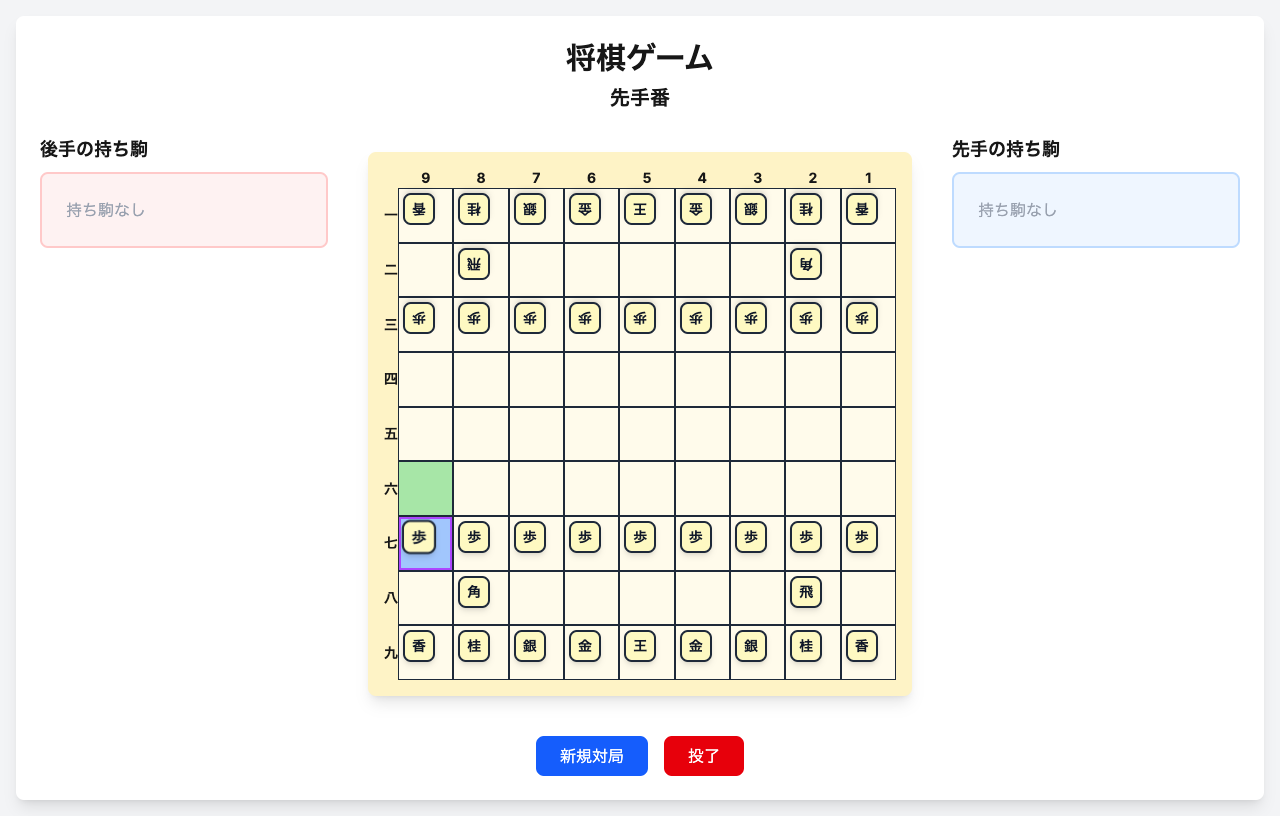 将棋ゲーム
先手番
後手の持ち駒
持ち駒なし
9 8 7 6 5 4 3 2 1
一 香 桂 銀 金 王 金 銀 桂 香
二 飛 角
三 歩 歩 歩 歩 歩 歩 歩 歩 歩
四
五
六
七 歩 歩 歩 歩 歩 歩 歩 歩 歩
八 角 飛
九 香 桂 銀 金 王 金 銀 桂 香
先手の持ち駒
持ち駒なし
新規対局 投了